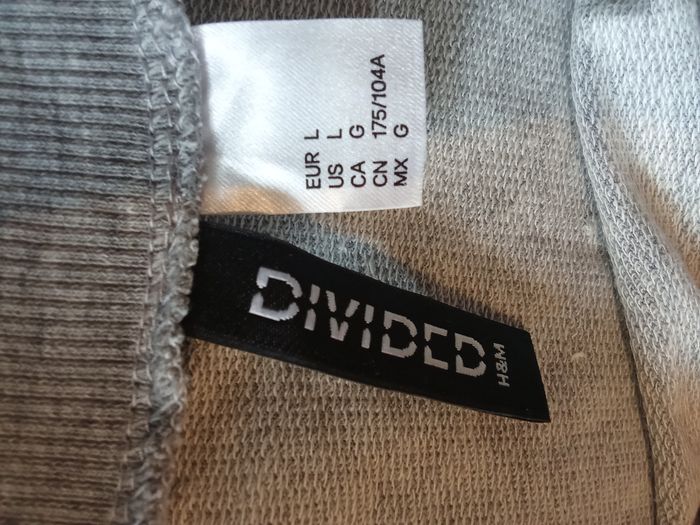 EUR L
US L
CA G
CN 175/104A
MX G
DIVIDED
H&M